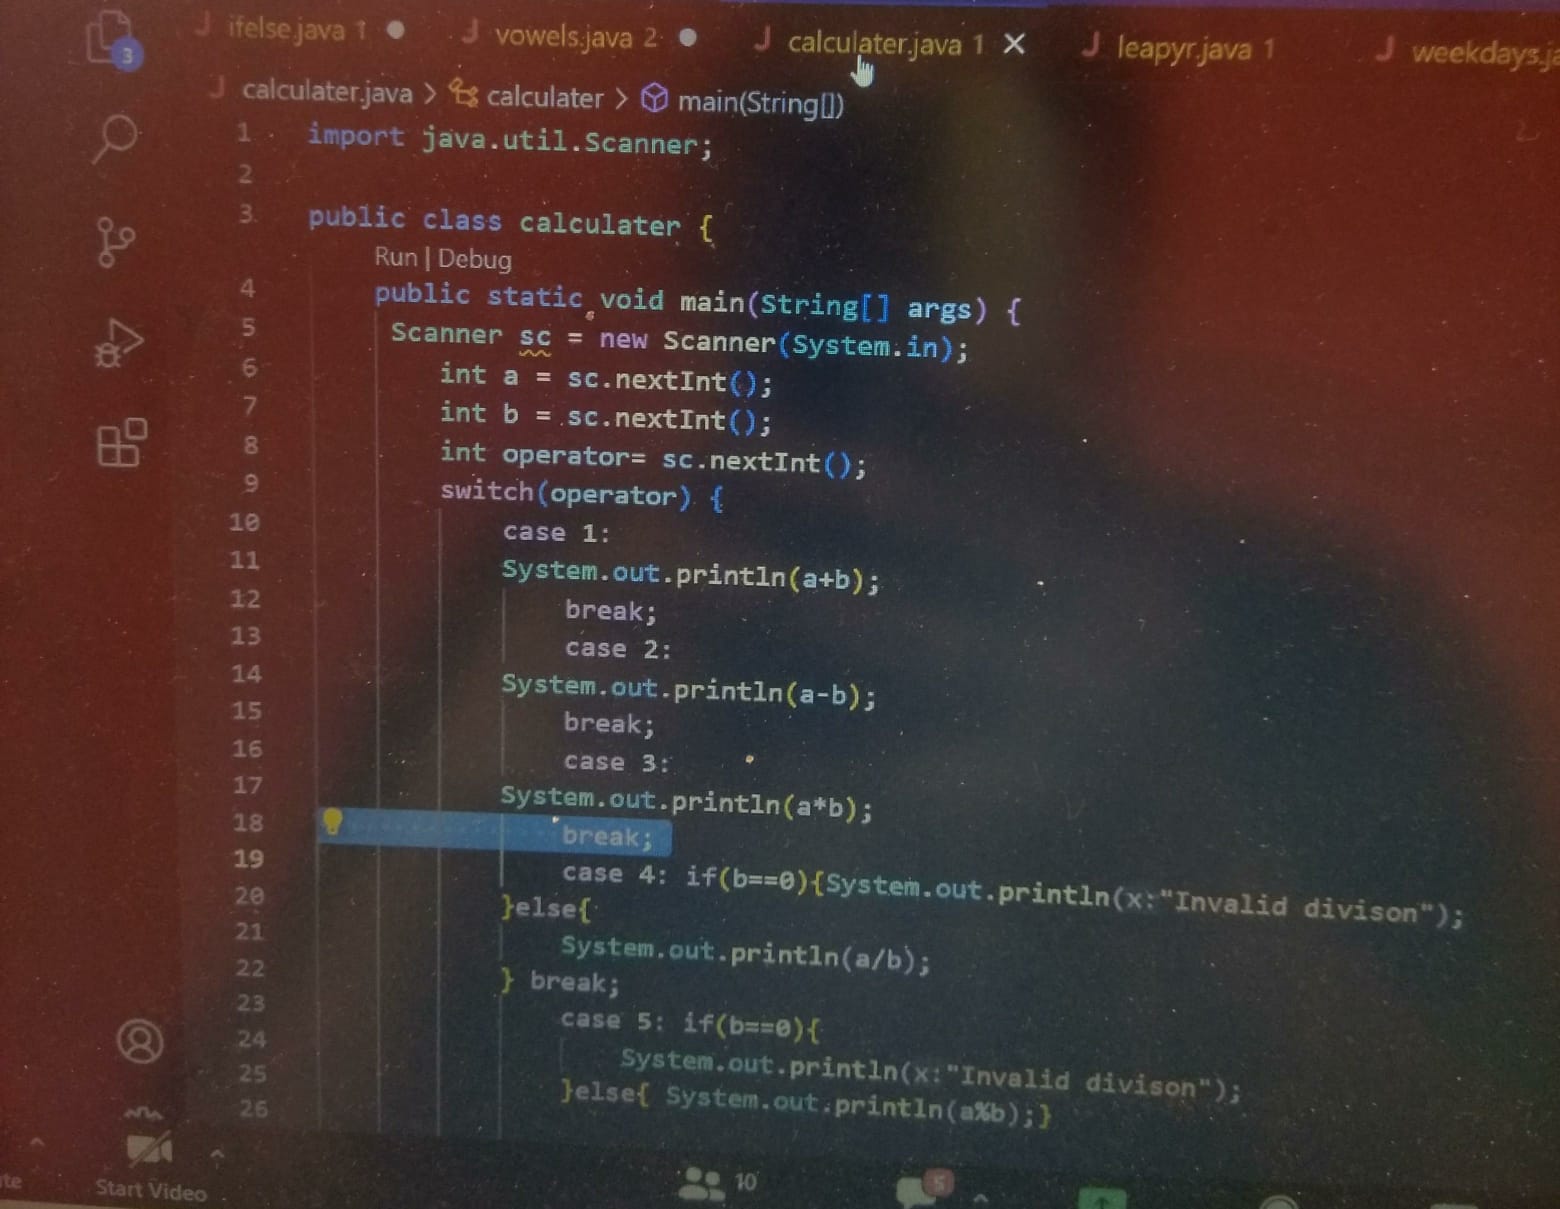 ifelse.java 1 vowels.java 2 calculater.java 1 leapyr.java 1 weekdays.ja
3
calculater.java > calculater > main(String[])
1 import java.util.Scanner;
2
3 public class calculater {
Run | Debug
4 public static void main(String[] args) {
5 Scanner sc = new Scanner(System.in);
6 int a = sc.nextInt();
7 int b = sc.nextInt();
8 int operator= sc.nextInt();
9 switch(operator) {
10 case 1:
11 System.out.println(a+b);
12 break;
13 case 2:
14 System.out.println(a-b);
15 break;
16 case 3:
17 System.out.println(a*b);
18 break;
19 case 4: if(b==0){System.out.println(x:"Invalid divison");
20 }else{
21 System.out.println(a/b);
22 } break;
23 case 5: if(b==0){
24 System.out.println(x:"Invalid divison");
25 }else{ System.out.println(a%b);}
26
te Start Video 10 5